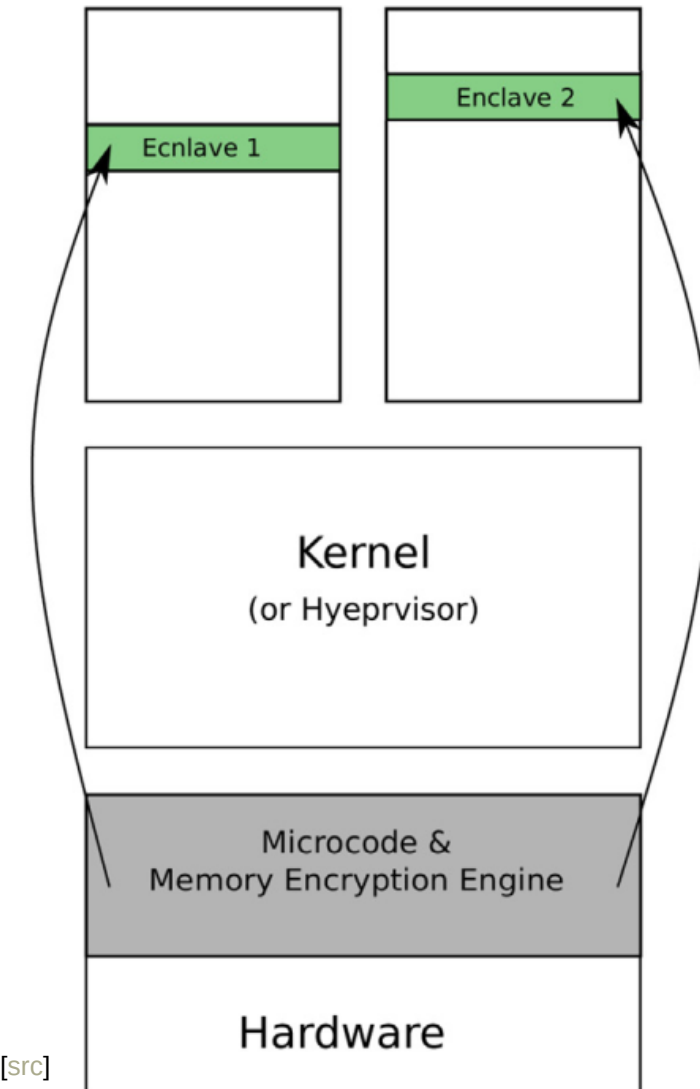 Enclave 2
Ecnlave 1
Kernel
(or Hyeprvisor)
Microcode &
Memory Encryption Engine
Hardware
[src]